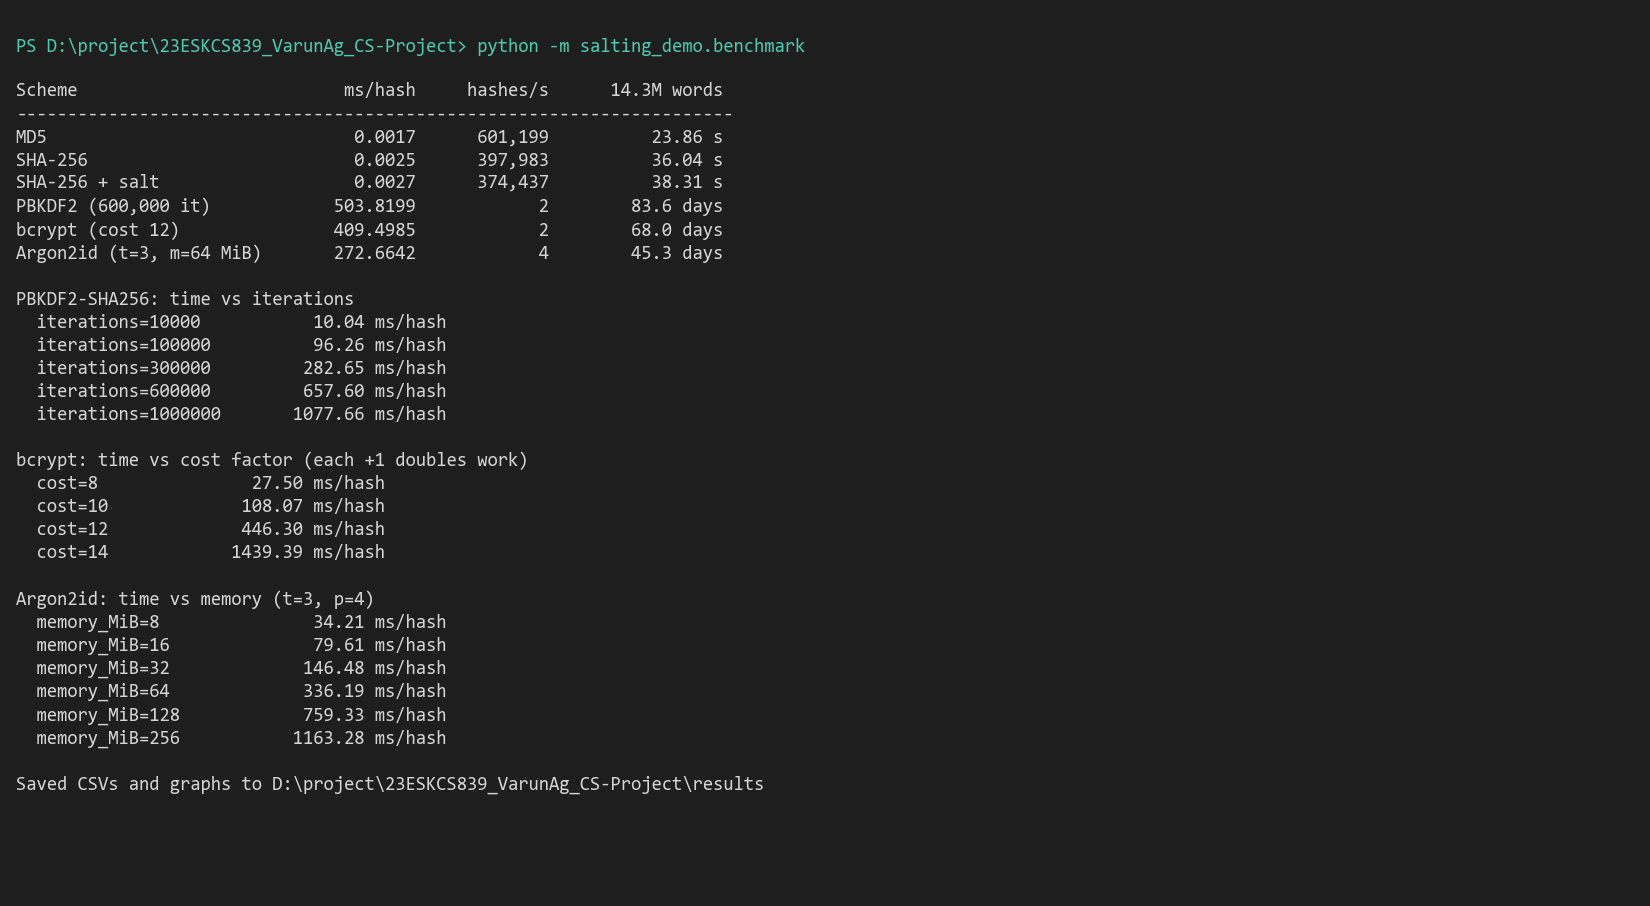 PS D:\project\23ESKCS839_VarunAg_CS-Project> python -m salting_demo.benchmark
Scheme                          ms/hash     hashes/s      14.3M words
----------------------------------------------------------------------
MD5                              0.0017      601,199          23.86 s
SHA-256                          0.0025      397,983          36.04 s
SHA-256 + salt                   0.0027      374,437          38.31 s
PBKDF2 (600,000 it)            503.8199            2        83.6 days
bcrypt (cost 12)               409.4985            2        68.0 days
Argon2id (t=3, m=64 MiB)       272.6642            4        45.3 days
PBKDF2-SHA256: time vs iterations
  iterations=10000           10.04 ms/hash
  iterations=100000          96.26 ms/hash
  iterations=300000         282.65 ms/hash
  iterations=600000         657.60 ms/hash
  iterations=1000000       1077.66 ms/hash
bcrypt: time vs cost factor (each +1 doubles work)
  cost=8               27.50 ms/hash
  cost=10             108.07 ms/hash
  cost=12             446.30 ms/hash
  cost=14            1439.39 ms/hash
Argon2id: time vs memory (t=3, p=4)
  memory_MiB=8               34.21 ms/hash
  memory_MiB=16              79.61 ms/hash
  memory_MiB=32             146.48 ms/hash
  memory_MiB=64             336.19 ms/hash
  memory_MiB=128            759.33 ms/hash
  memory_MiB=256           1163.28 ms/hash
Saved CSVs and graphs to D:\project\23ESKCS839_VarunAg_CS-Project\results